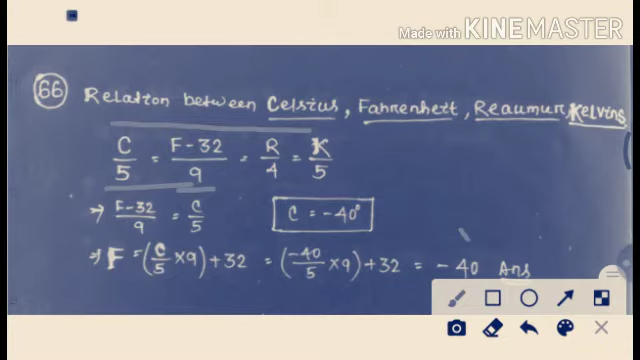 Made with KINEMASTER
66 Relation between Celsius, Fahrenheit, Reaumur, Kelvins
C/5 = F-32/9 = R/4 = K/5
→ F-32/9 = C/5 C = -40°
→ F = (C/5 × 9) + 32 = (-40/5 × 9) + 32 = -40 Ans